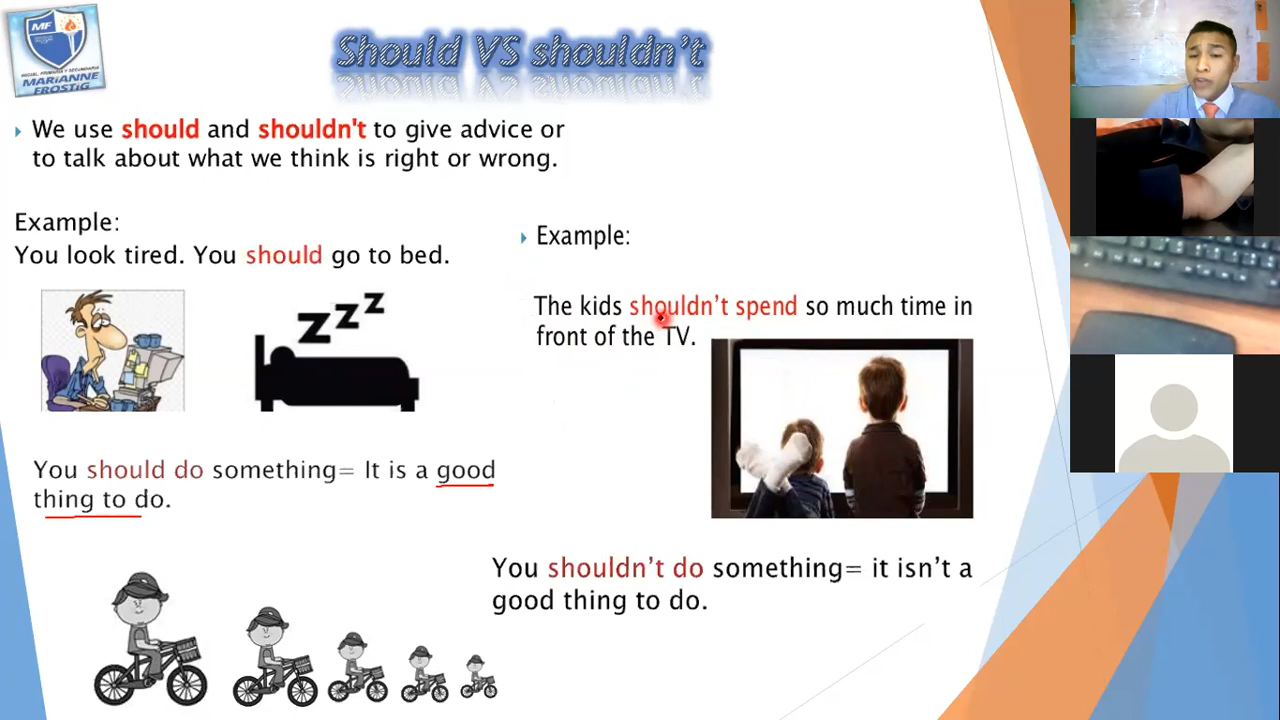 MF
INICIAL, PRIMARIA Y SECUNDARIA
MARIANNE
FROSTIG
Should VS shouldn't
We use should and shouldn't to give advice or
to talk about what we think is right or wrong.
Example:
You look tired. You should go to bed.
z z z
You should do something= It is a good
thing to do.
Example:
The kids shouldn't spend so much time in
front of the TV.
You shouldn't do something= it isn't a
good thing to do.